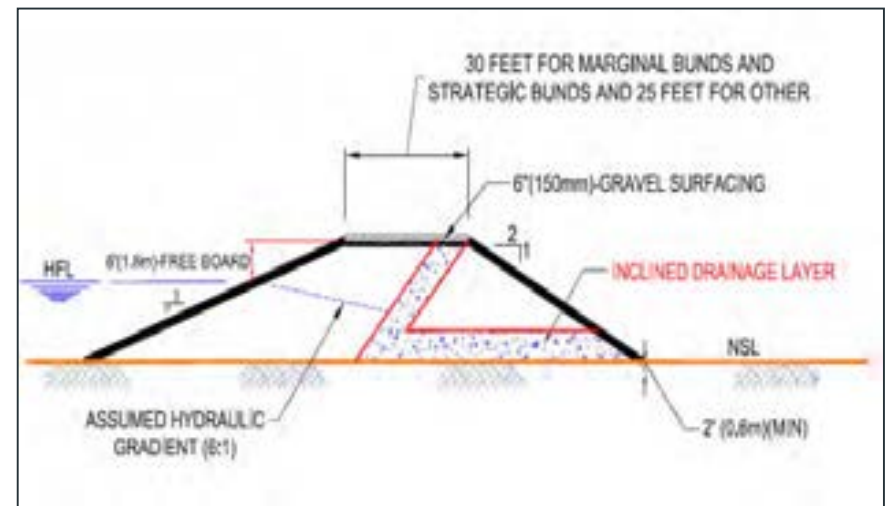 30 FEET FOR MARGINAL BUNDS AND
STRATEGIC BUNDS AND 25 FEET FOR OTHER
6"(150mm)-GRAVEL SURFACING
2
1
HFL
6'(1.8m)-FREE BOARD
INCLINED DRAINAGE LAYER
NSL
ASSUMED HYDRAULIC
GRADIENT (6:1)
2' (0.6m)(MIN)